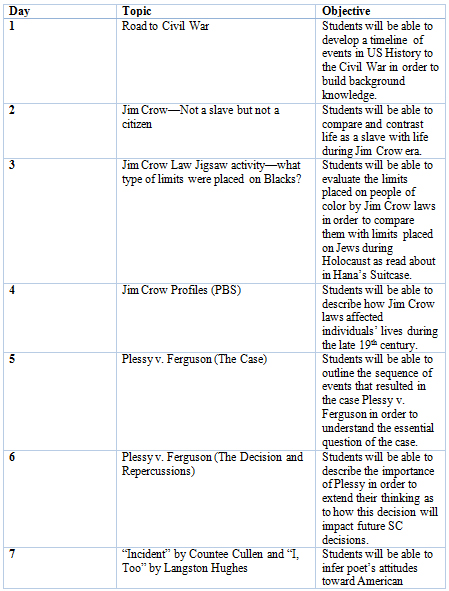 Day Topic Objective
1 Road to Civil War Students will be able to
develop a timeline of
events in US History to
the Civil War in order to
build background
knowledge.
2 Jim Crow—Not a slave but not a Students will be able to
citizen compare and contrast
life as a slave with life
during Jim Crow era.
3 Jim Crow Law Jigsaw activity—what Students will be able to
type of limits were placed on Blacks? evaluate the limits
placed on people of
color by Jim Crow laws
in order to compare
them with limits placed
on Jews during
Holocaust as read about
in Hana's Suitcase.
4 Jim Crow Profiles (PBS) Students will be able to
describe how Jim Crow
laws affected
individuals' lives during
the late 19th century.
5 Plessy v. Ferguson (The Case) Students will be able to
outline the sequence of
events that resulted in
the case Plessy v.
Ferguson in order to
understand the essential
question of the case.
6 Plessy v. Ferguson (The Decision and Students will be able to
Repercussions) describe the importance
of Plessy in order to
extend their thinking as
to how this decision will
impact future SC
decisions.
7 “Incident” by Countee Cullen and “I, Students will be able to
Too” by Langston Hughes infer poet's attitudes
toward American